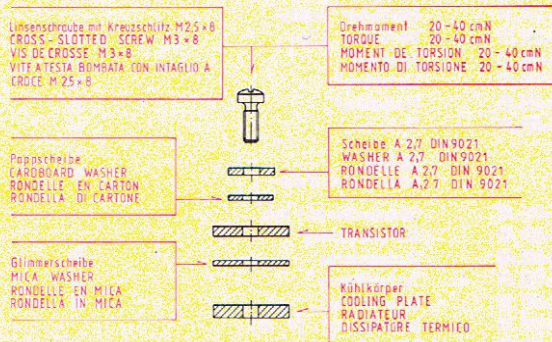 Linsenschraube mit Kreuzschlitz M2,5×8
CROSS-SLOTTED SCREW M3×8
VIS DE CROSSE M3×8
VITE A TESTA BOMBATA CON INTAGLIO A
CROCE M 2,5×8
Drehmoment 20-40 cmN
TORQUE 20-40 cmN
MOMENT DE TORSION 20-40 cmN
MOMENTO DI TORSIONE 20-40 cmN
Pappscheibe
CARDBOARD WASHER
RONDELLE EN CARTON
RONDELLA DI CARTONE
Scheibe A 2,7 DIN 9021
WASHER A 2,7 DIN 9021
RONDELLE A 2,7 DIN 9021
RONDELLA A 2,7 DIN 9021
TRANSISTOR
Glimmerscheibe
MICA WASHER
RONDELLE EN MICA
RONDELLA IN MICA
Kühlkörper
COOLING PLATE
RADIATEUR
DISSIPATORE TERMICO